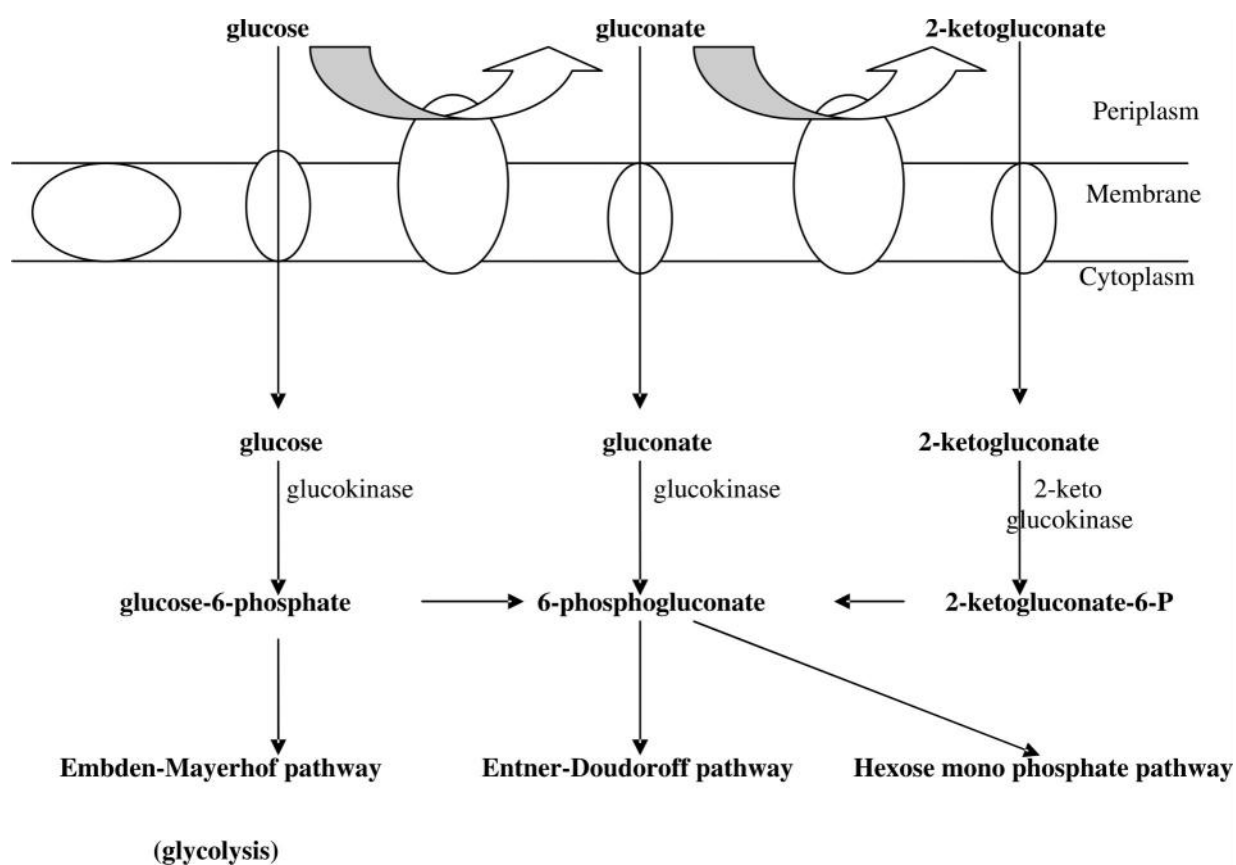 glucose
gluconate
2-ketogluconate
Periplasm
Membrane
Cytoplasm
glucose
gluconate
2-ketogluconate
glucokinase
glucokinase
2-keto
glucokinase
glucose-6-phosphate
6-phosphogluconate
2-ketogluconate-6-P
Embden-Mayerhof pathway
Entner-Doudoroff pathway
Hexose mono phosphate pathway
(glycolysis)